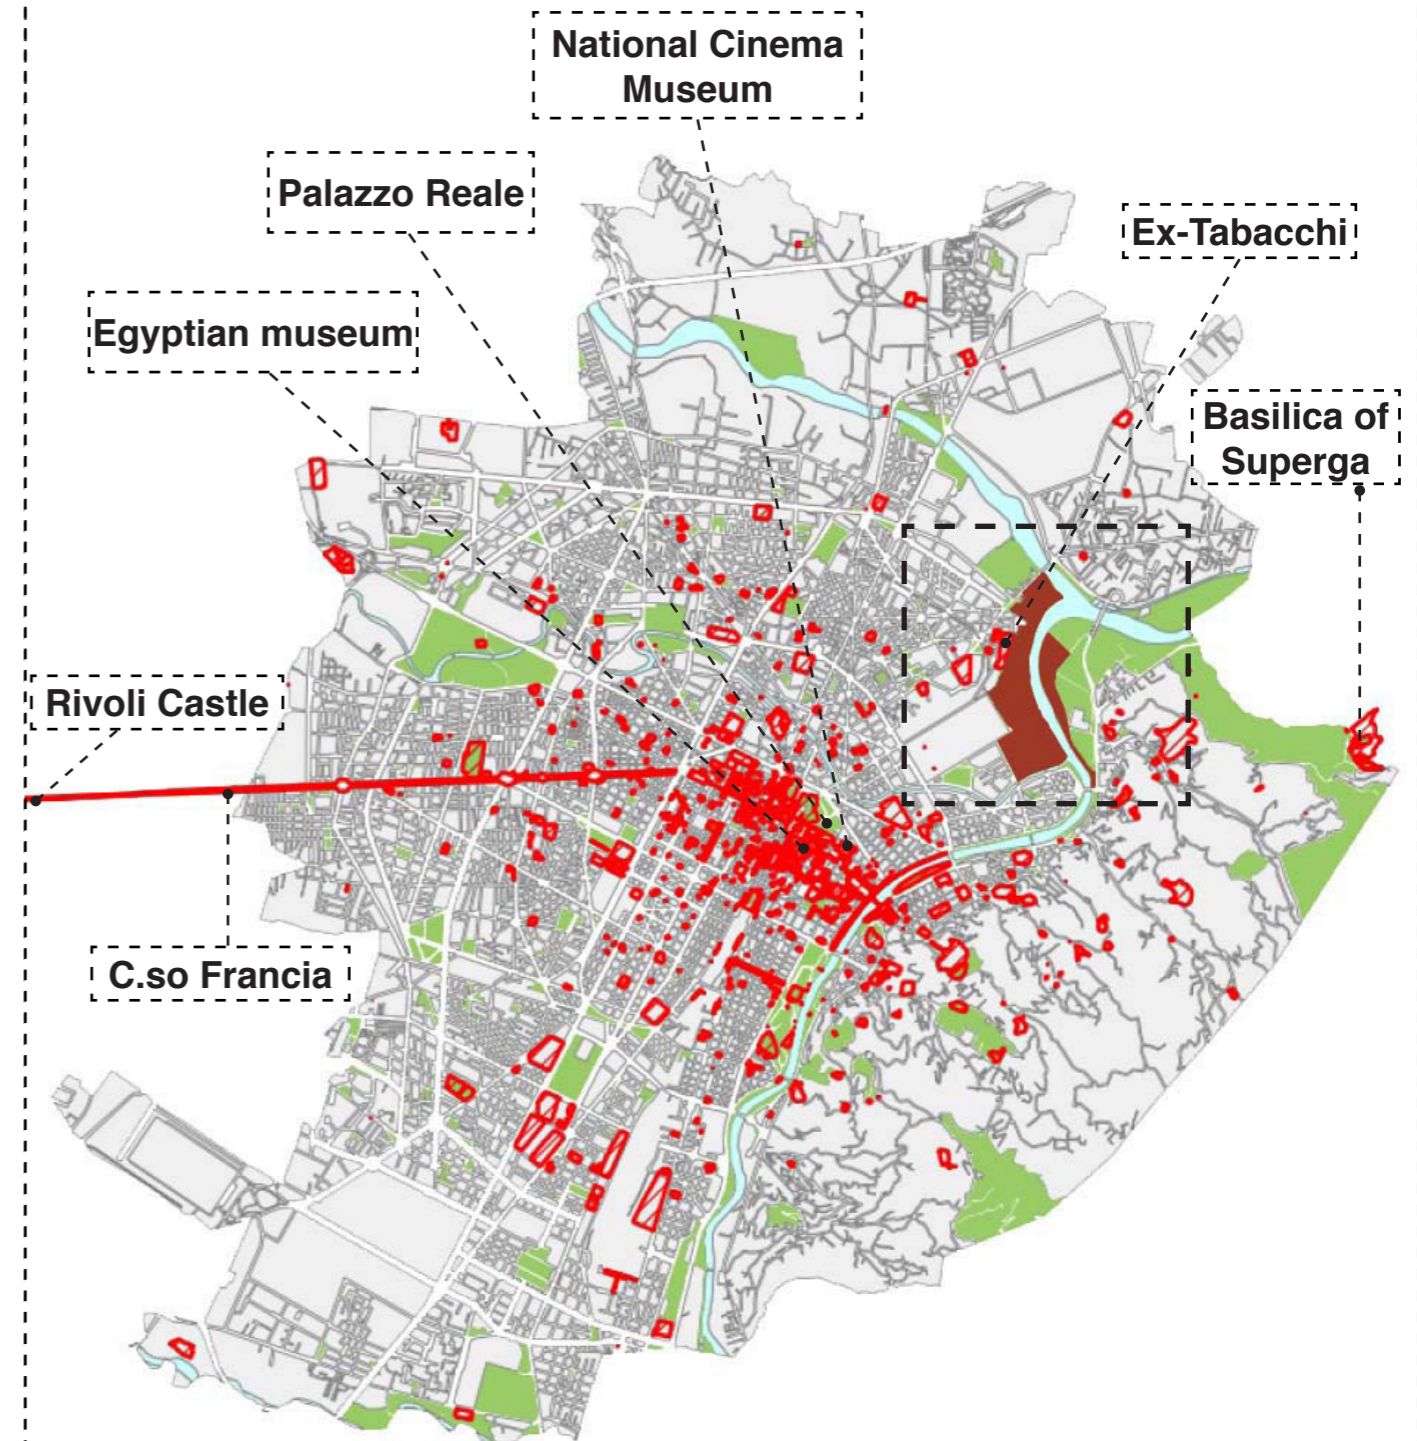 National Cinema
Museum
Palazzo Reale
Ex-Tabacchi
Egyptian museum
Basilica of
Superga
Rivoli Castle
C.so Francia